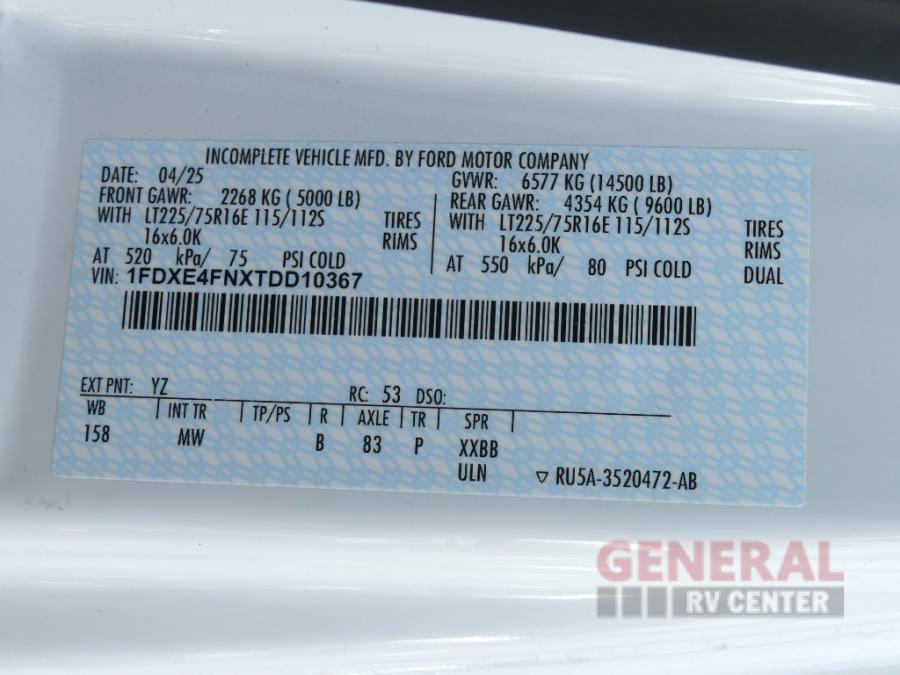 INCOMPLETE VEHICLE MFD. BY FORD MOTOR COMPANY
DATE: 04/25 GVWR: 6577 KG (14500 LB)
FRONT GAWR: 2268 KG ( 5000 LB) REAR GAWR: 4354 KG ( 9600 LB)
WITH LT225/75R16E 115/112S TIRES WITH LT225/75R16E 115/112S TIRES
16x6.0K RIMS 16x6.0K RIMS
AT 520 kPa/ 75 PSI COLD AT 550 kPa/ 80 PSI COLD DUAL
VIN: 1FDXE4FNXTDD10367
EXT PNT: YZ RC: 53 DSO:
WB INT TR TP/PS R AXLE TR SPR
158 MW B 83 P XXBB
ULN ▽ RU5A-3520472-AB
GENERAL
RV CENTER